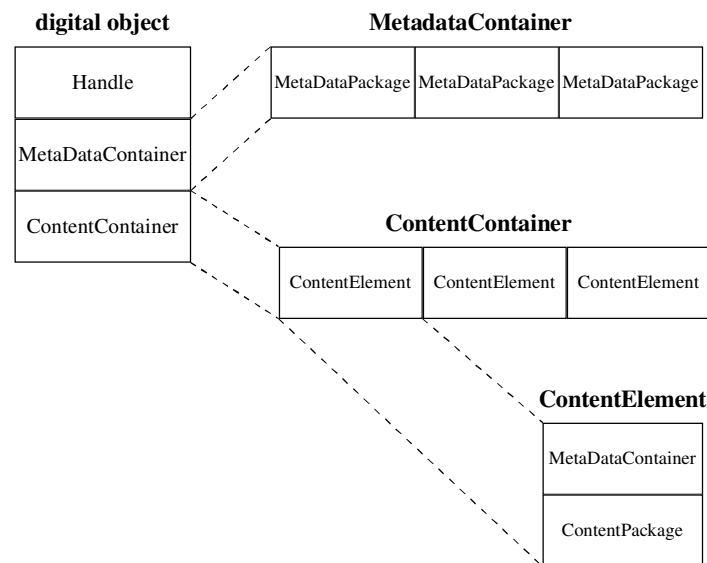 digital object
MetadataContainer
Handle
MetaDataPackage MetaDataPackage MetaDataPackage
MetaDataContainer
ContentContainer
ContentContainer
ContentElement ContentElement ContentElement
ContentElement
MetaDataContainer
ContentPackage